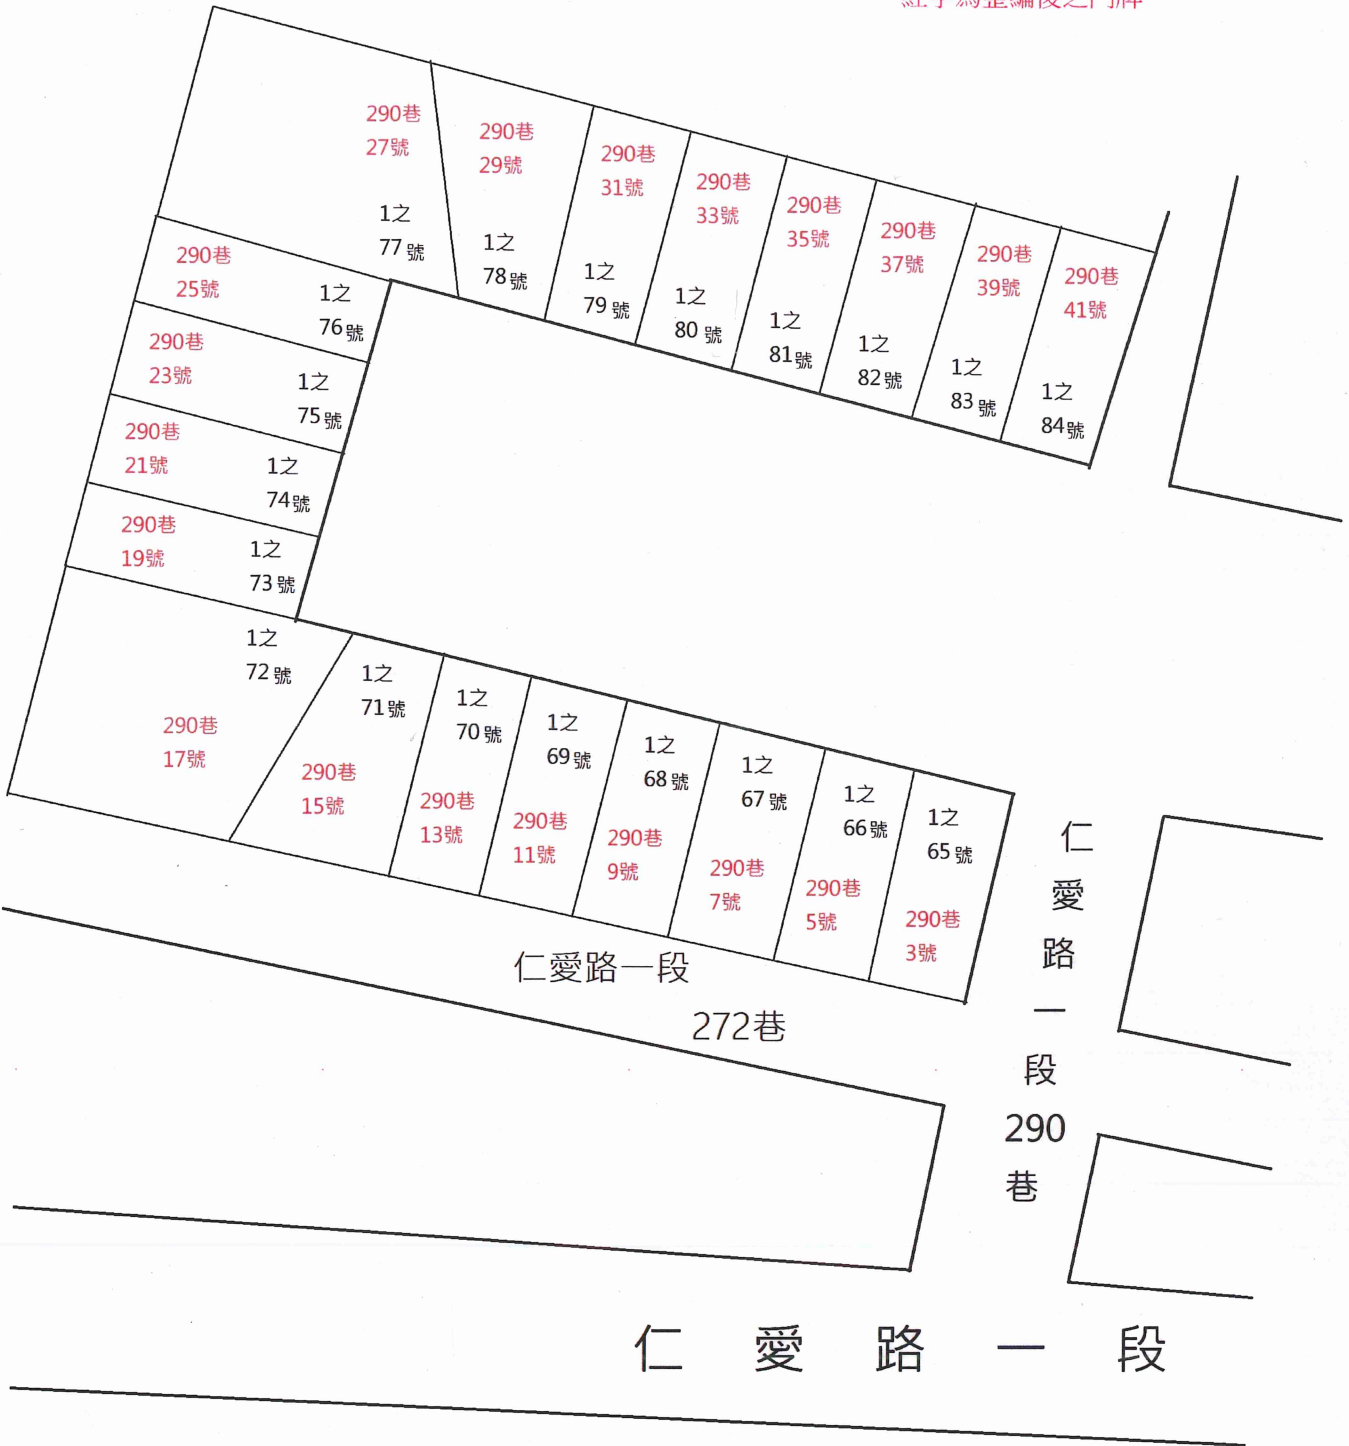 紅字為整編後之門牌
290巷
27號
1之
77號
290巷
29號
1之
78號
290巷
31號
1之
79號
290巷
33號
1之
80號
290巷
35號
1之
81號
290巷
37號
1之
82號
290巷
39號
1之
83號
290巷
41號
1之
84號
290巷
25號
1之
76號
290巷
23號
1之
75號
290巷
21號
1之
74號
290巷
19號
1之
73號
1之
72號
290巷
17號
1之
71號
290巷
15號
1之
70號
290巷
13號
1之
69號
290巷
11號
1之
68號
290巷
9號
1之
67號
290巷
7號
1之
66號
290巷
5號
1之
65號
290巷
3號
仁愛路一段
272巷
仁愛路一段290巷
仁愛路一段